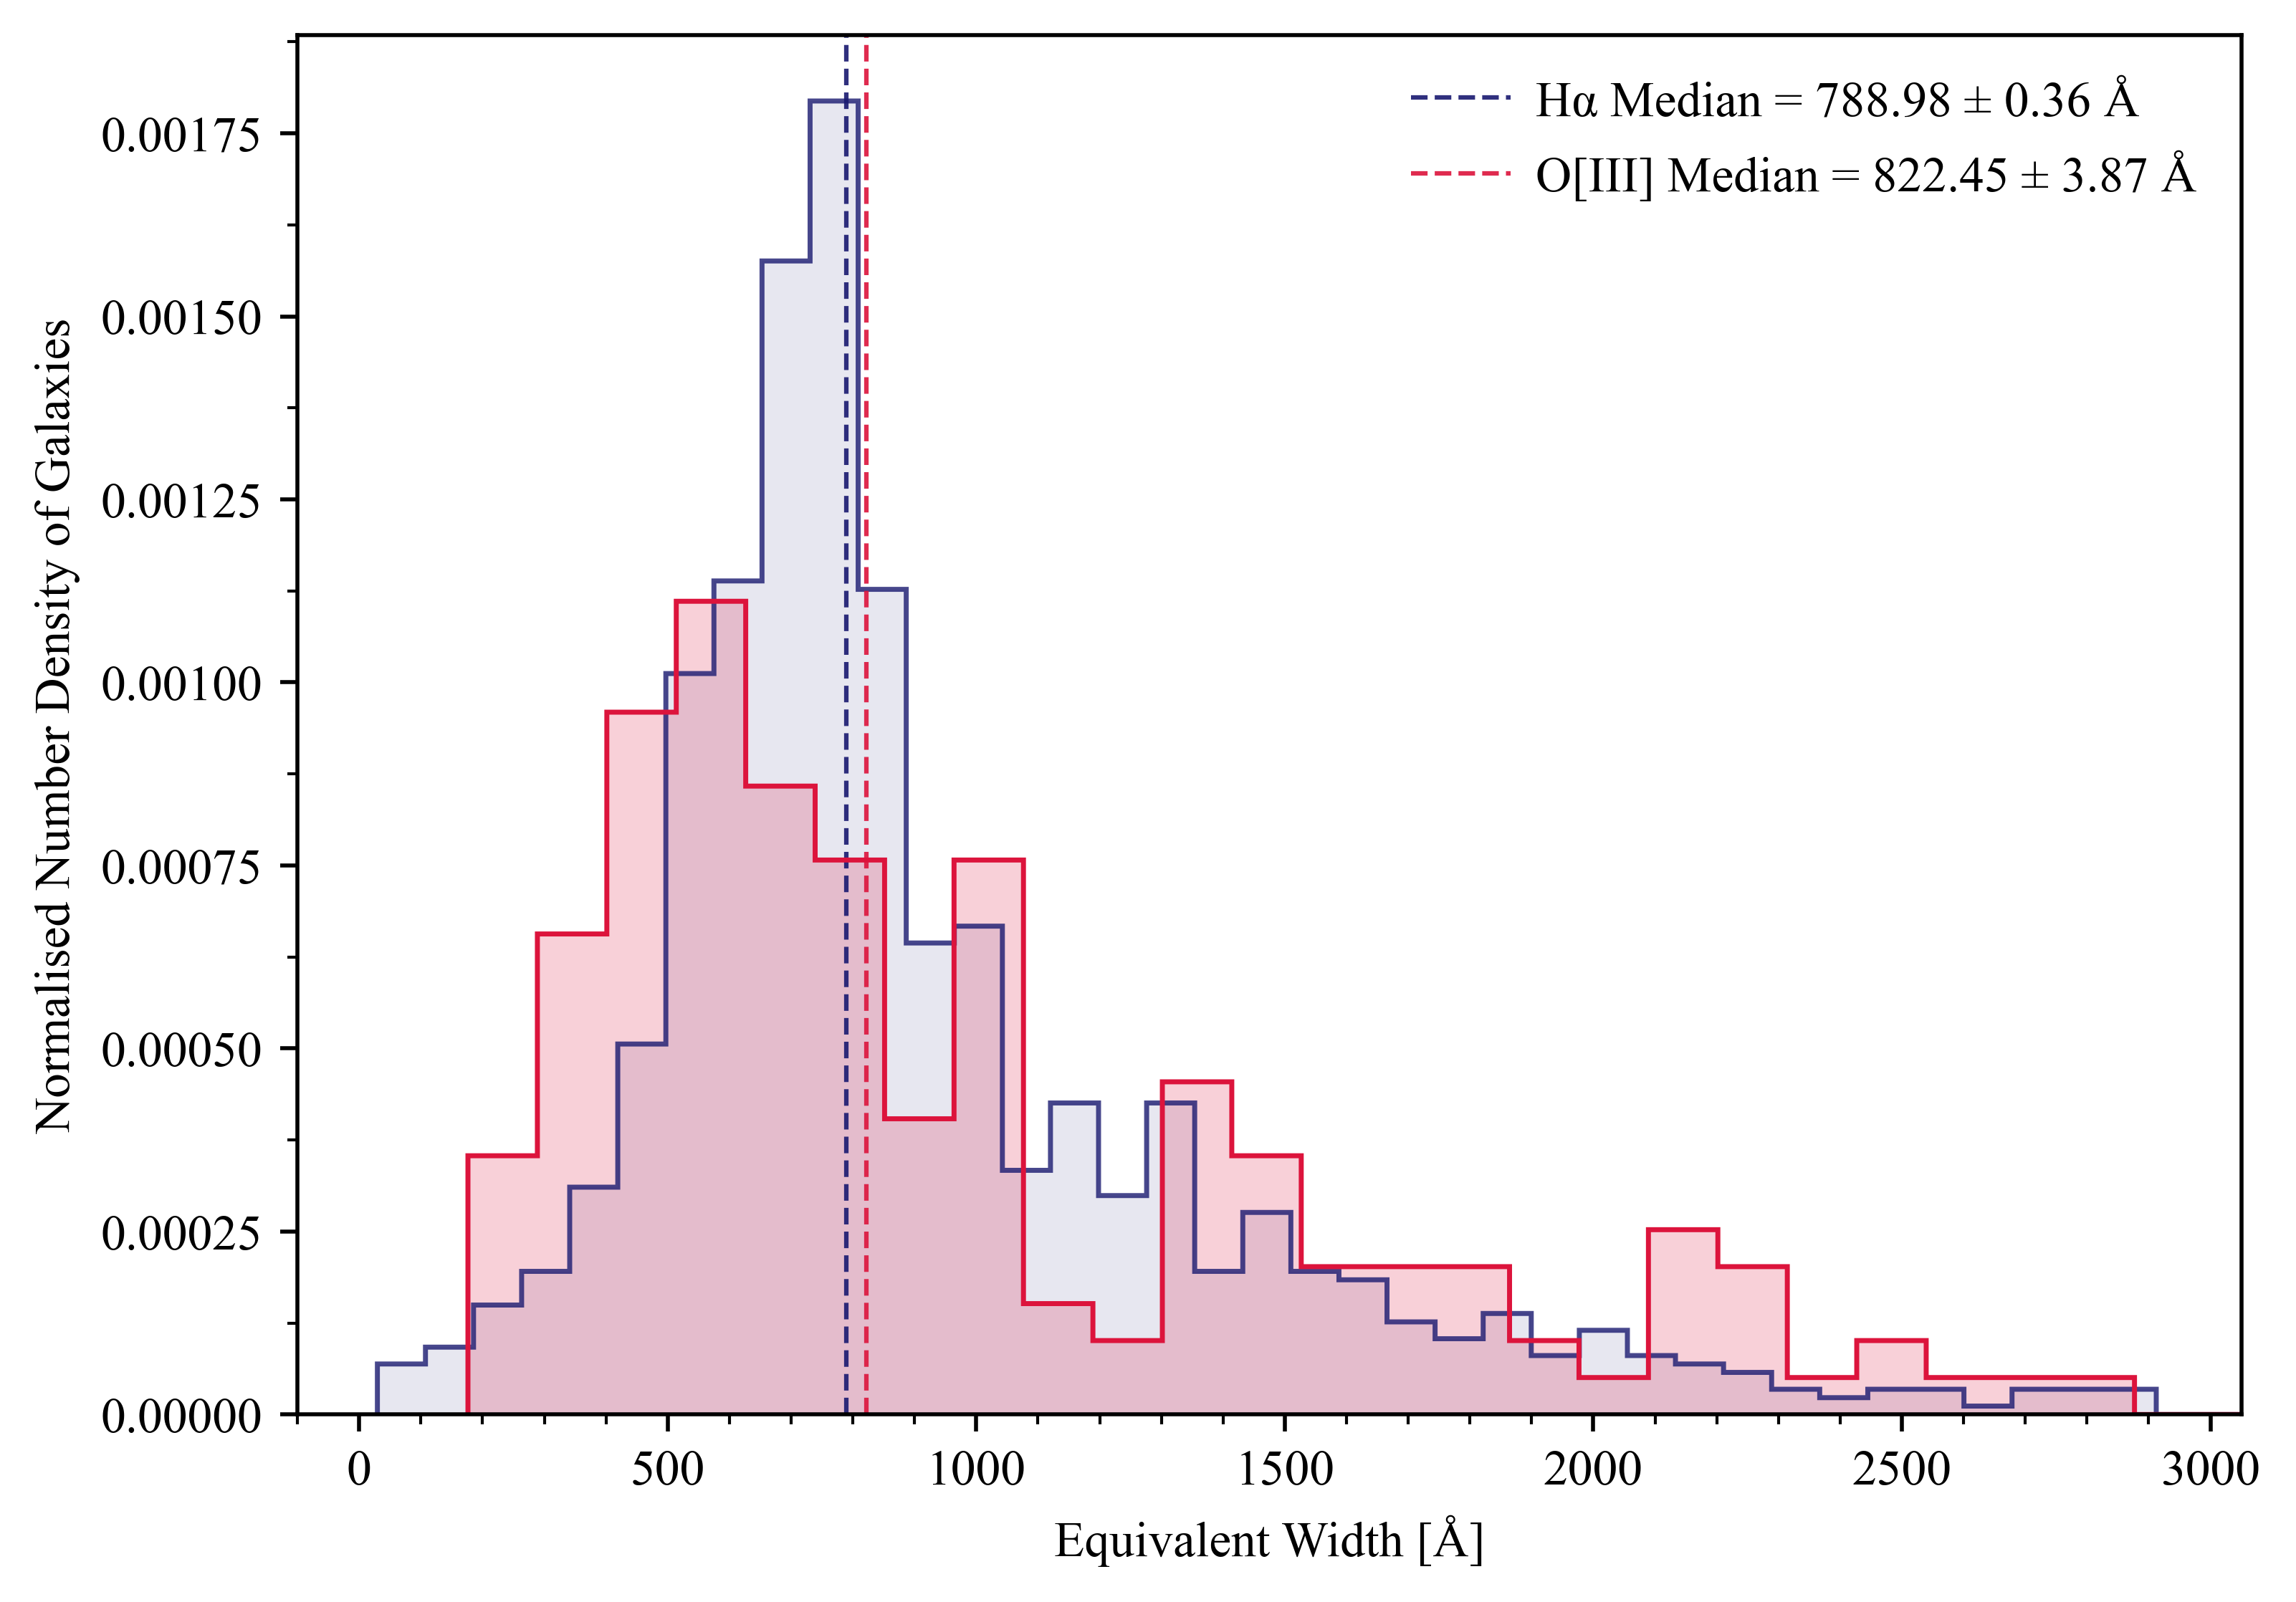 Hα Median = 788.98 ± 0.36 Å
O[III] Median = 822.45 ± 3.87 Å
Normalised Number Density of Galaxies
0.00175
0.00150
0.00125
0.00100
0.00075
0.00050
0.00025
0.00000
0 500 1000 1500 2000 2500 3000
Equivalent Width [Å]